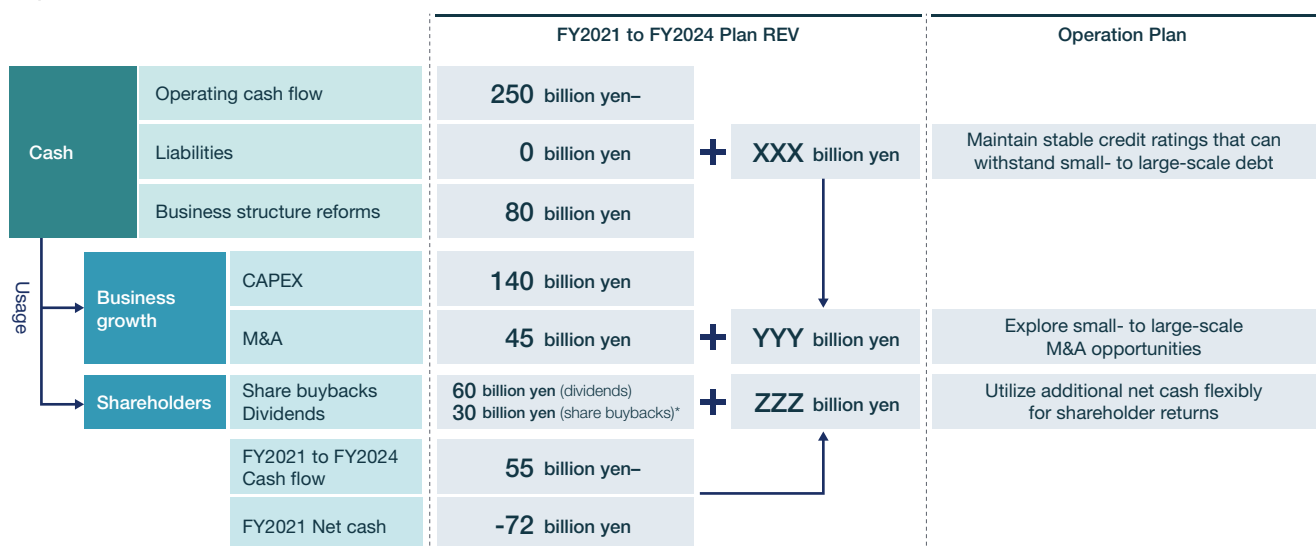 FY2021 to FY2024 Plan REV
Operation Plan
Cash
Operating cash flow
250 billion yen–
Liabilities
0 billion yen
+
XXX billion yen
Maintain stable credit ratings that can
withstand small- to large-scale debt
Business structure reforms
80 billion yen
Usage
Business
growth
CAPEX
140 billion yen
M&A
45 billion yen
+
YYY billion yen
Explore small- to large-scale
M&A opportunities
Shareholders
Share buybacks
Dividends
60 billion yen (dividends)
30 billion yen (share buybacks)*
+
ZZZ billion yen
Utilize additional net cash flexibly
for shareholder returns
FY2021 to FY2024
Cash flow
55 billion yen–
FY2021 Net cash
-72 billion yen